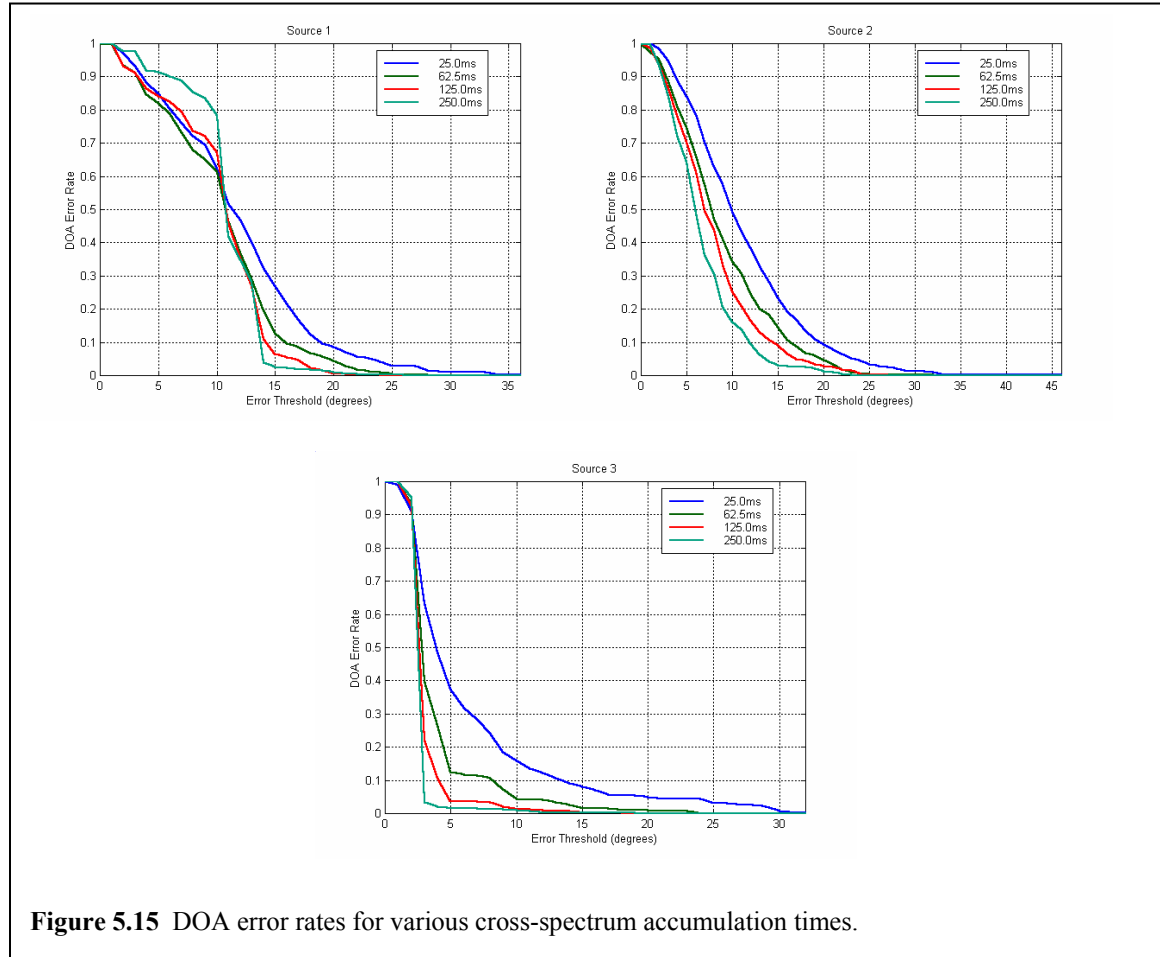 Source 1
1
0.9
0.8
0.7
0.6
0.5
0.4
0.3
0.2
0.1
0
DOA Error Rate
25.0ms
62.5ms
125.0ms
250.0ms
0 5 10 15 20 25 30 35
Error Threshold (degrees)
Source 2
1
0.9
0.8
0.7
0.6
0.5
0.4
0.3
0.2
0.1
0
DOA Error Rate
25.0ms
62.5ms
125.0ms
250.0ms
0 5 10 15 20 25 30 35 40 45
Error Threshold (degrees)
Source 3
1
0.9
0.8
0.7
0.6
0.5
0.4
0.3
0.2
0.1
0
DOA Error Rate
25.0ms
62.5ms
125.0ms
250.0ms
0 5 10 15 20 25 30
Error Threshold (degrees)
Figure 5.15 DOA error rates for various cross-spectrum accumulation times.